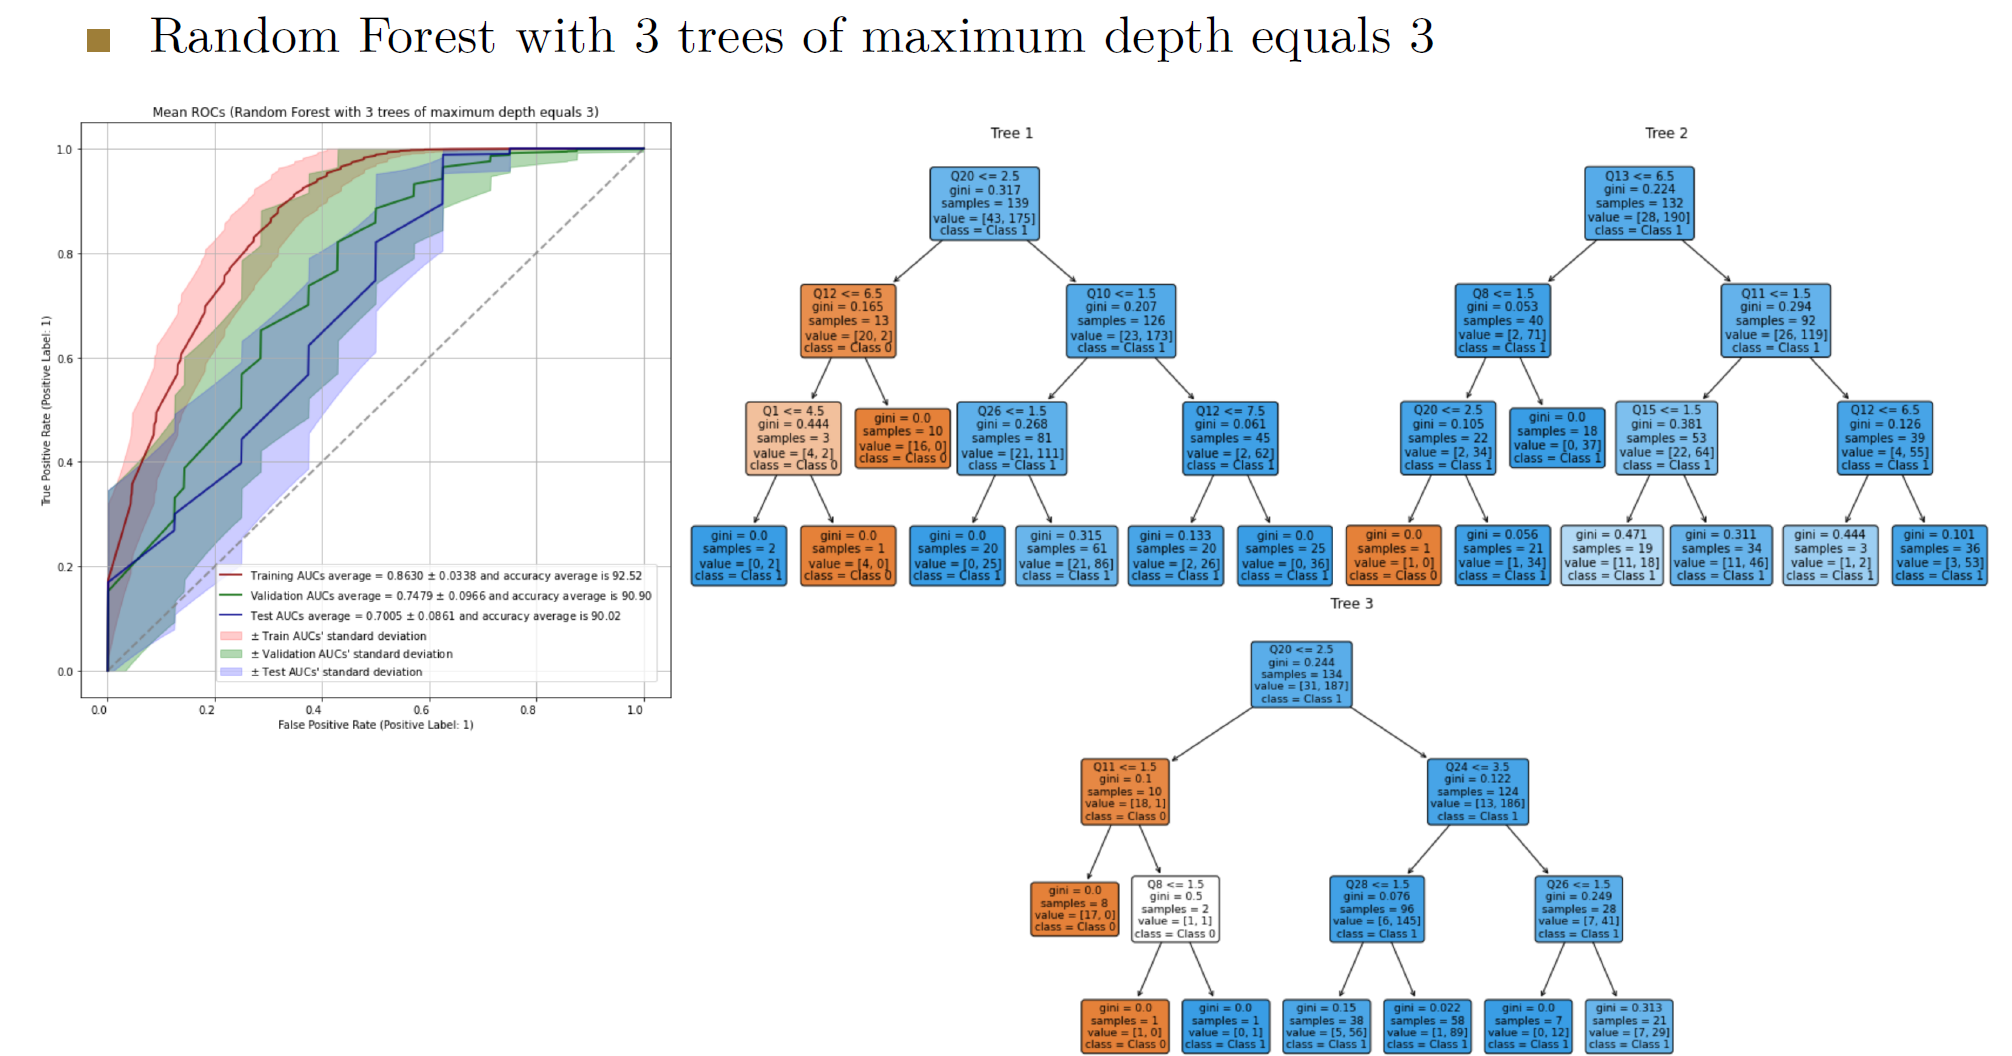 Random Forest with 3 trees of maximum depth equals 3
Mean ROCs (Random Forest with 3 trees of maximum depth equals 3)
True Positive Rate (Positive Label: 1)
1.0
0.8
0.6
0.4
0.2
0.0
Training AUCs average = 0.8630 ± 0.0338 and accuracy average is 92.52
Validation AUCs average = 0.7479 ± 0.0966 and accuracy average is 90.90
Test AUCs average = 0.7005 ± 0.0861 and accuracy average is 90.02
± Train AUCs' standard deviation
± Validation AUCs' standard deviation
± Test AUCs' standard deviation
0.0 0.2 0.4 0.6 0.8 1.0
False Positive Rate (Positive Label: 1)
Tree 1
Q20 <= 2.5
gini = 0.317
samples = 139
value = [43, 175]
class = Class 1
Q12 <= 6.5
gini = 0.165
samples = 13
value = [20, 2]
class = Class 0
Q10 <= 1.5
gini = 0.207
samples = 126
value = [23, 173]
class = Class 1
Q1 <= 4.5
gini = 0.444
samples = 3
value = [4, 2]
class = Class 0
gini = 0.0
samples = 10
value = [16, 0]
class = Class 0
Q26 <= 1.5
gini = 0.268
samples = 81
value = [21, 111]
class = Class 1
Q12 <= 7.5
gini = 0.061
samples = 45
value = [2, 62]
class = Class 1
gini = 0.0
samples = 2
value = [0, 2]
class = Class 1
gini = 0.0
samples = 1
value = [4, 0]
class = Class 0
gini = 0.0
samples = 20
value = [0, 25]
class = Class 1
gini = 0.315
samples = 61
value = [21, 86]
class = Class 1
gini = 0.133
samples = 20
value = [2, 26]
class = Class 1
gini = 0.0
samples = 25
value = [0, 36]
class = Class 1
Tree 2
Q13 <= 6.5
gini = 0.224
samples = 132
value = [28, 190]
class = Class 1
Q8 <= 1.5
gini = 0.053
samples = 40
value = [2, 71]
class = Class 1
Q11 <= 1.5
gini = 0.294
samples = 92
value = [26, 119]
class = Class 1
Q20 <= 2.5
gini = 0.105
samples = 22
value = [2, 34]
class = Class 1
gini = 0.0
samples = 18
value = [0, 37]
class = Class 1
Q15 <= 1.5
gini = 0.381
samples = 53
value = [22, 64]
class = Class 1
Q12 <= 6.5
gini = 0.126
samples = 39
value = [4, 55]
class = Class 1
gini = 0.0
samples = 1
value = [1, 0]
class = Class 0
gini = 0.056
samples = 21
value = [1, 34]
class = Class 1
gini = 0.471
samples = 19
value = [11, 18]
class = Class 1
gini = 0.311
samples = 34
value = [11, 46]
class = Class 1
gini = 0.444
samples = 3
value = [1, 2]
class = Class 1
gini = 0.101
samples = 36
value = [3, 53]
class = Class 1
Tree 3
Q20 <= 2.5
gini = 0.244
samples = 134
value = [31, 187]
class = Class 1
Q11 <= 1.5
gini = 0.1
samples = 10
value = [18, 1]
class = Class 0
Q24 <= 3.5
gini = 0.122
samples = 124
value = [13, 186]
class = Class 1
gini = 0.0
samples = 8
value = [17, 0]
class = Class 0
Q8 <= 1.5
gini = 0.5
samples = 2
value = [1, 1]
class = Class 0
Q28 <= 1.5
gini = 0.076
samples = 96
value = [6, 145]
class = Class 1
Q26 <= 1.5
gini = 0.249
samples = 28
value = [7, 41]
class = Class 1
gini = 0.0
samples = 1
value = [1, 0]
class = Class 0
gini = 0.0
samples = 1
value = [0, 1]
class = Class 1
gini = 0.15
samples = 38
value = [5, 56]
class = Class 1
gini = 0.022
samples = 58
value = [1, 89]
class = Class 1
gini = 0.0
samples = 7
value = [0, 12]
class = Class 1
gini = 0.313
samples = 21
value = [7, 29]
class = Class 1